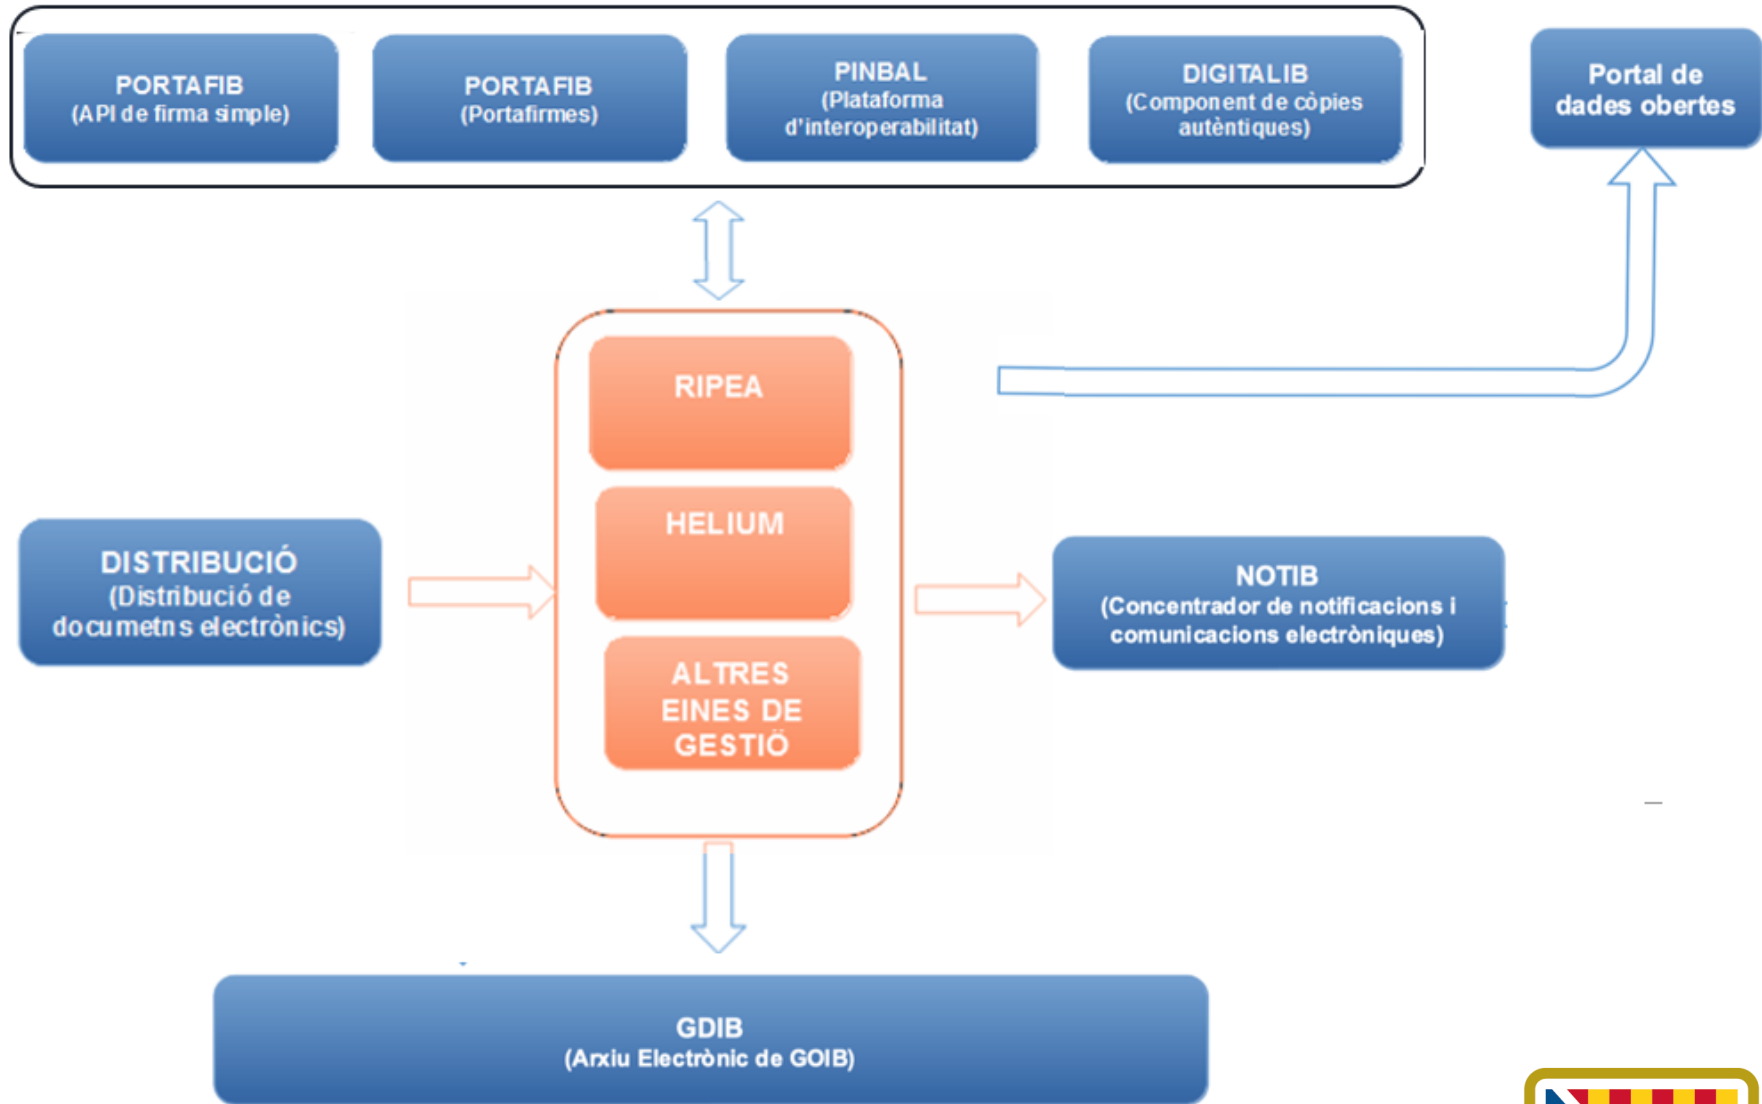 PORTAFIB
(API de firma simple)
PORTAFIB
(Portafirmes)
PINBAL
(Plataforma
d'interoperabilitat)
DIGITALIB
(Component de còpies
autèntiques)
Portal de
dades obertes
RIPEA
HELIUM
ALTRES
EINES DE
GESTIÖ
DISTRIBUCIÓ
(Distribució de
documetns electrònics)
NOTIB
(Concentrador de notificacions i
comunicacions electròniques)
GDIB
(Arxiu Electrònic de GOIB)